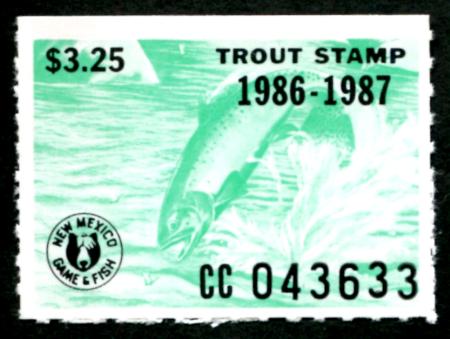 $3.25
TROUT STAMP
1986-1987
NEW MEXICO
GAME & FISH
CC 043633